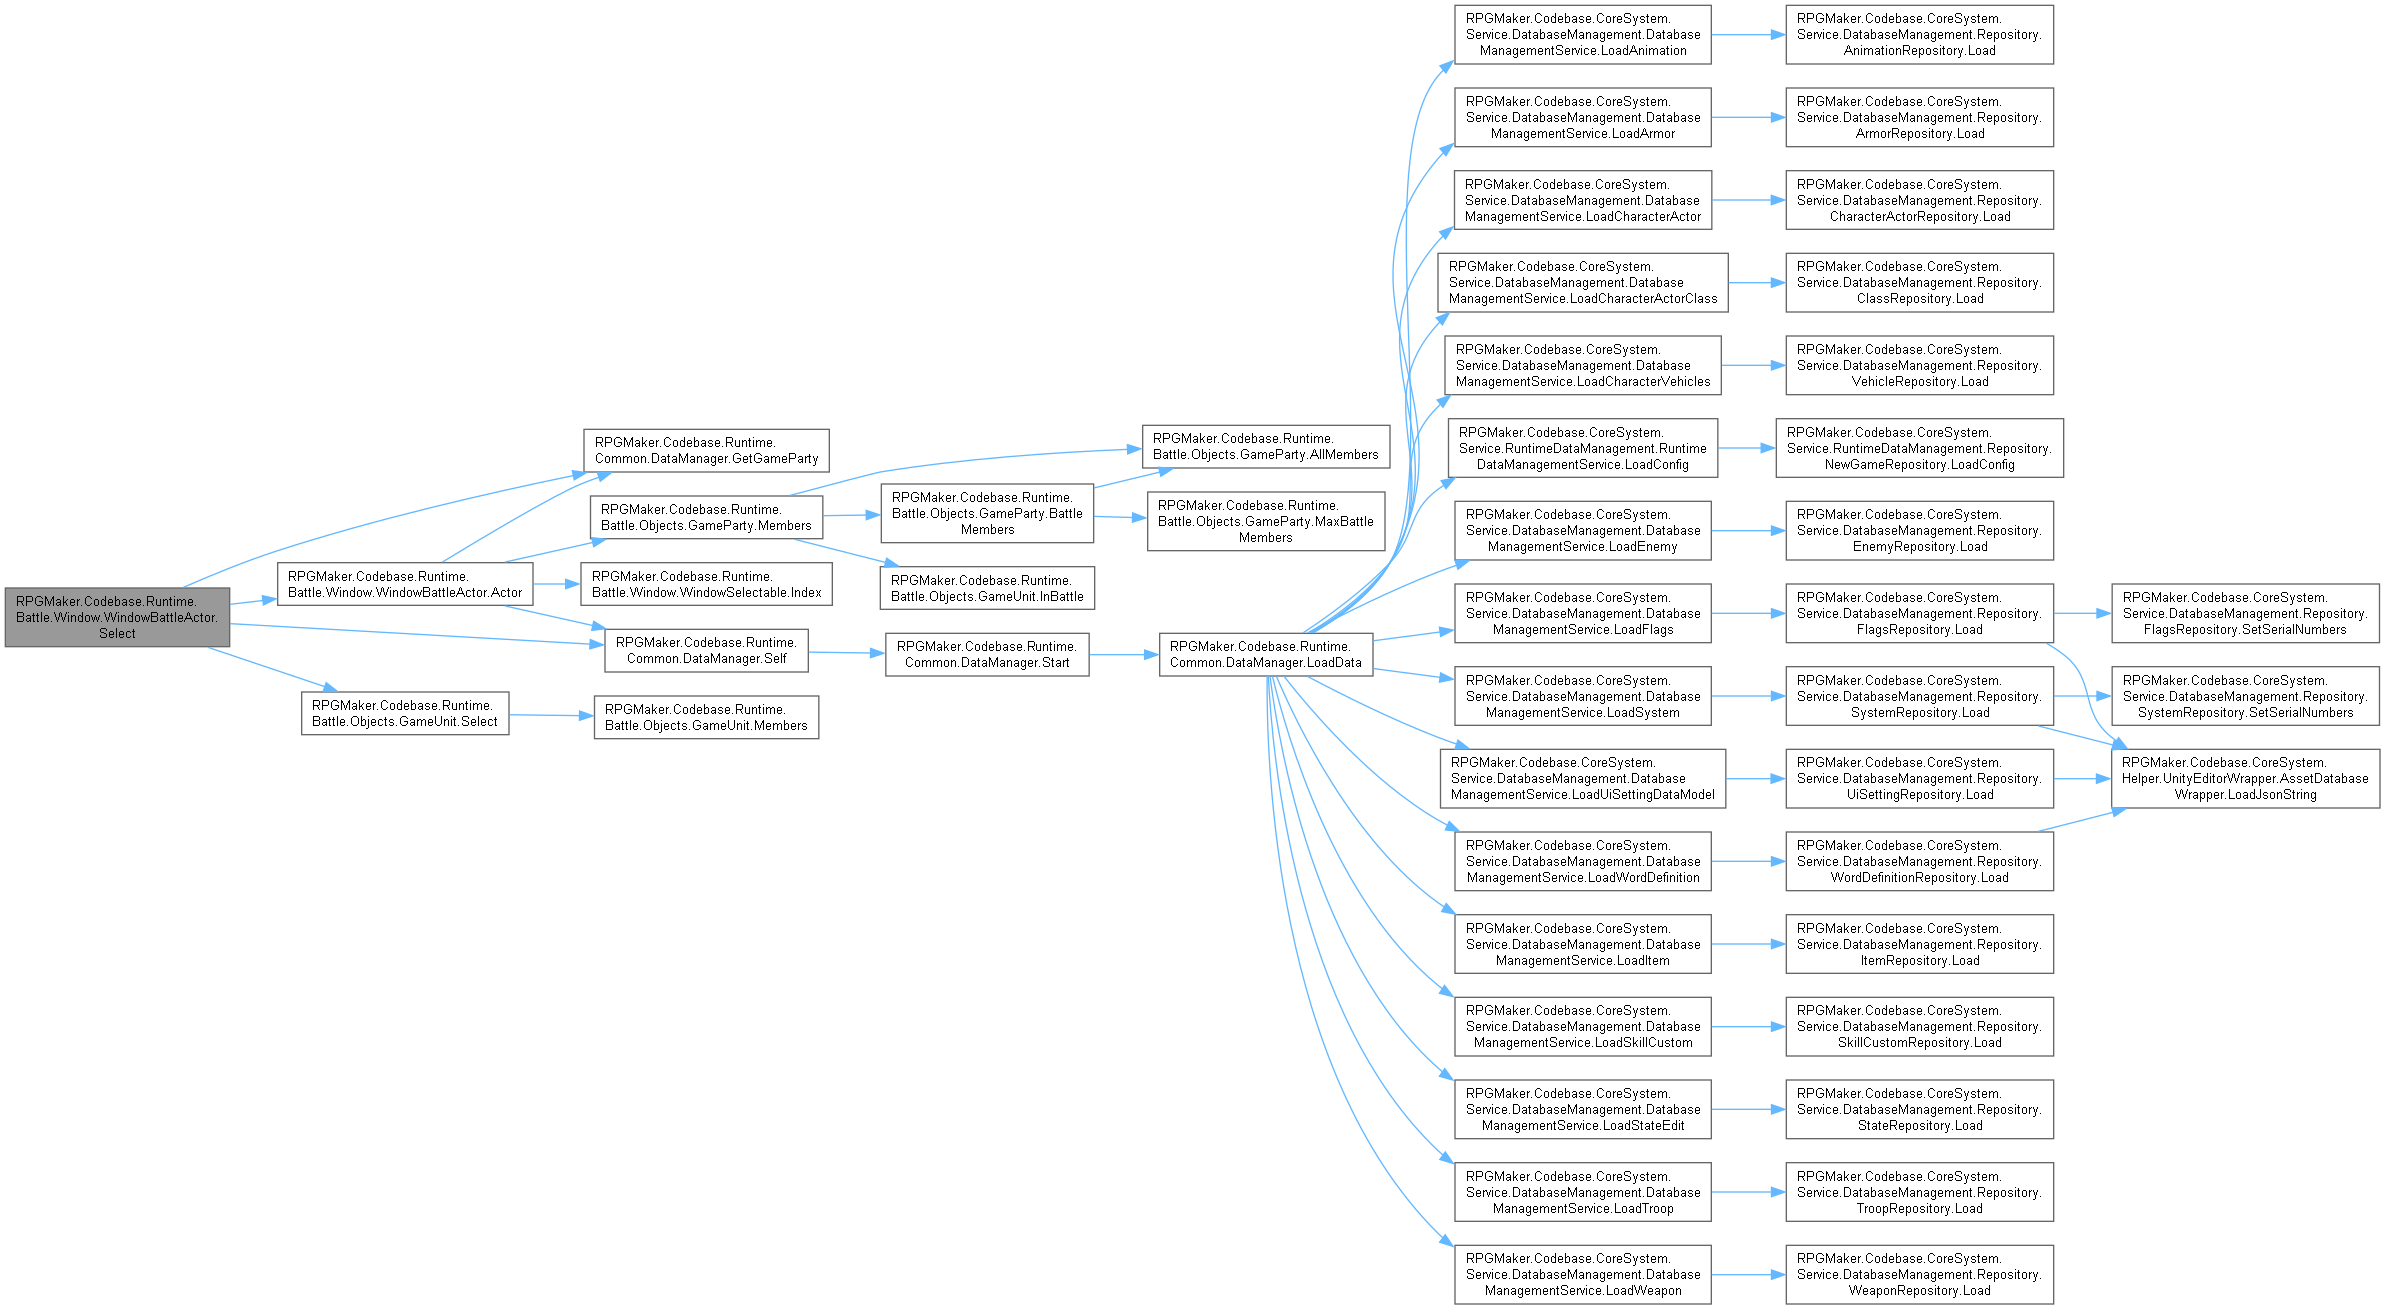 RPGMaker.Codebase.Runtime.
Battle.Window.WindowBattleActor.
Select
RPGMaker.Codebase.Runtime.
Common.DataManager.GetGameParty
RPGMaker.Codebase.Runtime.
Battle.Window.WindowBattleActor.Actor
RPGMaker.Codebase.Runtime.
Battle.Objects.GameParty.Members
RPGMaker.Codebase.Runtime.
Battle.Window.WindowSelectable.Index
RPGMaker.Codebase.Runtime.
Common.DataManager.Self
RPGMaker.Codebase.Runtime.
Battle.Objects.GameUnit.Select
RPGMaker.Codebase.Runtime.
Battle.Objects.GameUnit.Members
RPGMaker.Codebase.Runtime.
Battle.Objects.GameParty.AllMembers
RPGMaker.Codebase.Runtime.
Battle.Objects.GameParty.Battle
Members
RPGMaker.Codebase.Runtime.
Battle.Objects.GameParty.MaxBattle
Members
RPGMaker.Codebase.Runtime.
Battle.Objects.GameUnit.InBattle
RPGMaker.Codebase.Runtime.
Common.DataManager.Start
RPGMaker.Codebase.Runtime.
Common.DataManager.LoadData
RPGMaker.Codebase.CoreSystem.
Service.DatabaseManagement.Database
ManagementService.LoadAnimation
RPGMaker.Codebase.CoreSystem.
Service.DatabaseManagement.Repository.
AnimationRepository.Load
RPGMaker.Codebase.CoreSystem.
Service.DatabaseManagement.Database
ManagementService.LoadArmor
RPGMaker.Codebase.CoreSystem.
Service.DatabaseManagement.Repository.
ArmorRepository.Load
RPGMaker.Codebase.CoreSystem.
Service.DatabaseManagement.Database
ManagementService.LoadCharacterActor
RPGMaker.Codebase.CoreSystem.
Service.DatabaseManagement.Repository.
CharacterActorRepository.Load
RPGMaker.Codebase.CoreSystem.
Service.DatabaseManagement.Database
ManagementService.LoadCharacterActorClass
RPGMaker.Codebase.CoreSystem.
Service.DatabaseManagement.Repository.
ClassRepository.Load
RPGMaker.Codebase.CoreSystem.
Service.DatabaseManagement.Database
ManagementService.LoadCharacterVehicles
RPGMaker.Codebase.CoreSystem.
Service.DatabaseManagement.Repository.
VehicleRepository.Load
RPGMaker.Codebase.CoreSystem.
Service.RuntimeDataManagement.Runtime
DataManagementService.LoadConfig
RPGMaker.Codebase.CoreSystem.
Service.RuntimeDataManagement.Repository.
NewGameRepository.LoadConfig
RPGMaker.Codebase.CoreSystem.
Service.DatabaseManagement.Database
ManagementService.LoadEnemy
RPGMaker.Codebase.CoreSystem.
Service.DatabaseManagement.Repository.
EnemyRepository.Load
RPGMaker.Codebase.CoreSystem.
Service.DatabaseManagement.Database
ManagementService.LoadFlags
RPGMaker.Codebase.CoreSystem.
Service.DatabaseManagement.Repository.
FlagsRepository.Load
RPGMaker.Codebase.CoreSystem.
Service.DatabaseManagement.Repository.
FlagsRepository.SetSerialNumbers
RPGMaker.Codebase.CoreSystem.
Service.DatabaseManagement.Database
ManagementService.LoadSystem
RPGMaker.Codebase.CoreSystem.
Service.DatabaseManagement.Repository.
SystemRepository.Load
RPGMaker.Codebase.CoreSystem.
Service.DatabaseManagement.Repository.
SystemRepository.SetSerialNumbers
RPGMaker.Codebase.CoreSystem.
Service.DatabaseManagement.Database
ManagementService.LoadUiSettingDataModel
RPGMaker.Codebase.CoreSystem.
Service.DatabaseManagement.Repository.
UiSettingRepository.Load
RPGMaker.Codebase.CoreSystem.
Helper.UnityEditorWrapper.AssetDatabase
Wrapper.LoadJsonString
RPGMaker.Codebase.CoreSystem.
Service.DatabaseManagement.Database
ManagementService.LoadWordDefinition
RPGMaker.Codebase.CoreSystem.
Service.DatabaseManagement.Repository.
WordDefinitionRepository.Load
RPGMaker.Codebase.CoreSystem.
Service.DatabaseManagement.Database
ManagementService.LoadItem
RPGMaker.Codebase.CoreSystem.
Service.DatabaseManagement.Repository.
ItemRepository.Load
RPGMaker.Codebase.CoreSystem.
Service.DatabaseManagement.Database
ManagementService.LoadSkillCustom
RPGMaker.Codebase.CoreSystem.
Service.DatabaseManagement.Repository.
SkillCustomRepository.Load
RPGMaker.Codebase.CoreSystem.
Service.DatabaseManagement.Database
ManagementService.LoadStateEdit
RPGMaker.Codebase.CoreSystem.
Service.DatabaseManagement.Repository.
StateRepository.Load
RPGMaker.Codebase.CoreSystem.
Service.DatabaseManagement.Database
ManagementService.LoadTroop
RPGMaker.Codebase.CoreSystem.
Service.DatabaseManagement.Repository.
TroopRepository.Load
RPGMaker.Codebase.CoreSystem.
Service.DatabaseManagement.Database
ManagementService.LoadWeapon
RPGMaker.Codebase.CoreSystem.
Service.DatabaseManagement.Repository.
WeaponRepository.Load